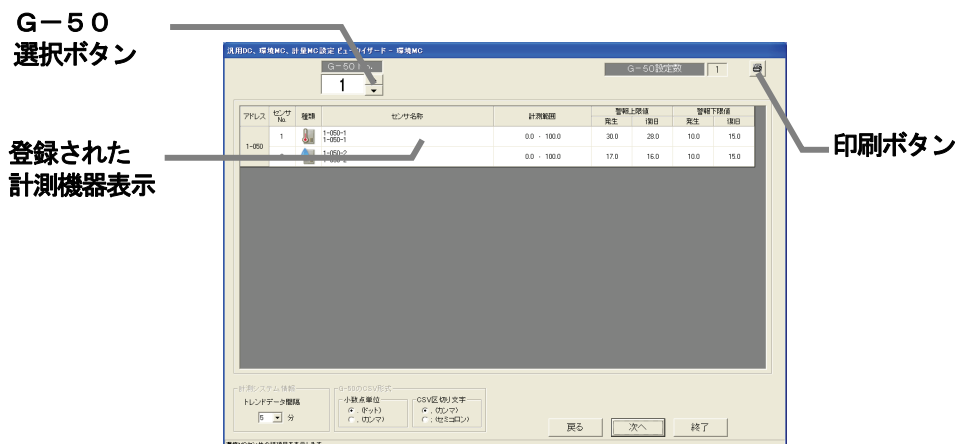 G－５０
選択ボタン
登録された
計測機器表示
印刷ボタン
汎用DC、環境MC、計量MC設定 ビューウィザード - 環境MC
G－50
1
G－50設定数 1
アドレス センサNo. 種類 センサ名称 計測範囲 警報上限値 警報下限値
発生 復旧 発生 復旧
1-050
1 1-050-1 0.0 - 100.0 30.0 28.0 10.0 15.0
1-050-1
1-050-2 0.0 - 100.0 17.0 16.0 10.0 15.0
計測システム情報
トレンドデータ間隔
5 分
G-50のCSV形式
小数点単位
. (ドット)
, (カンマ)
CSV区切り文字
, (カンマ)
; (セミコロン)
戻る 次へ 終了